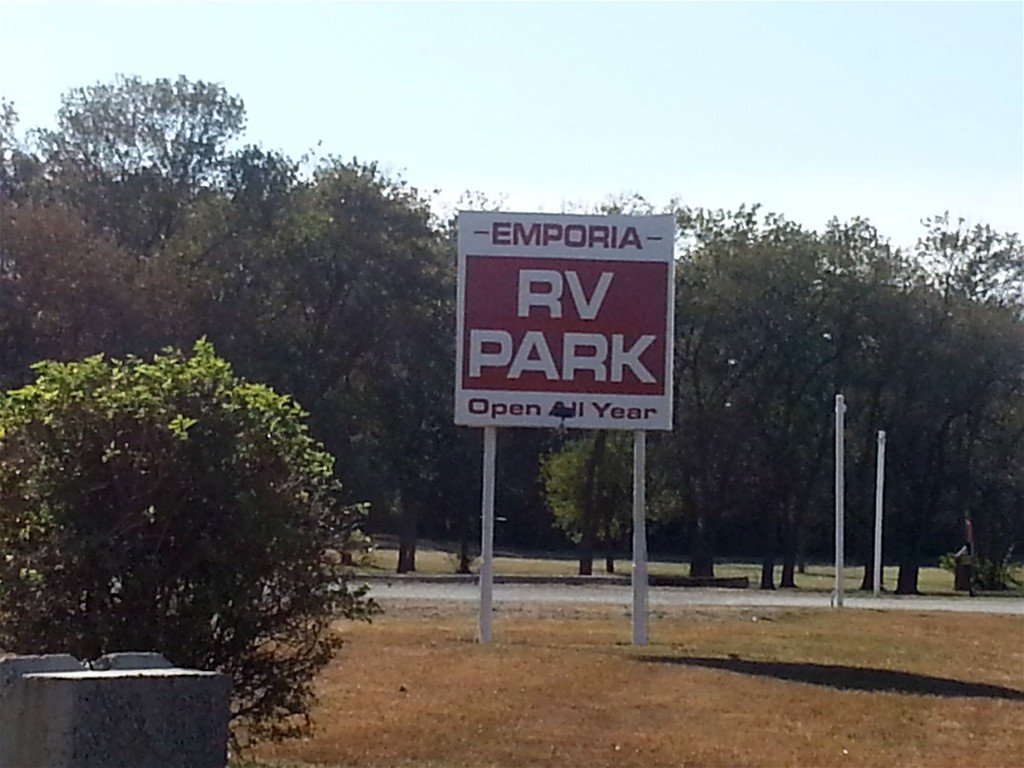 -EMPORIA-
RV
PARK
Open All Year